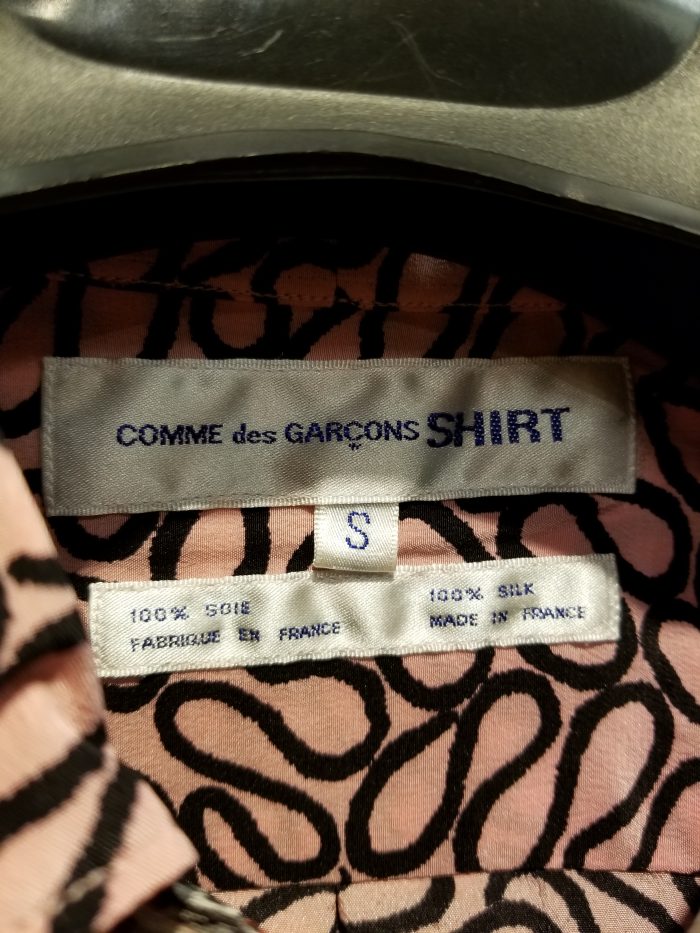 COMME des GARÇONS SHIRT
S
100% SOIE
FABRIQUE EN FRANCE
100% SILK
MADE IN FRANCE